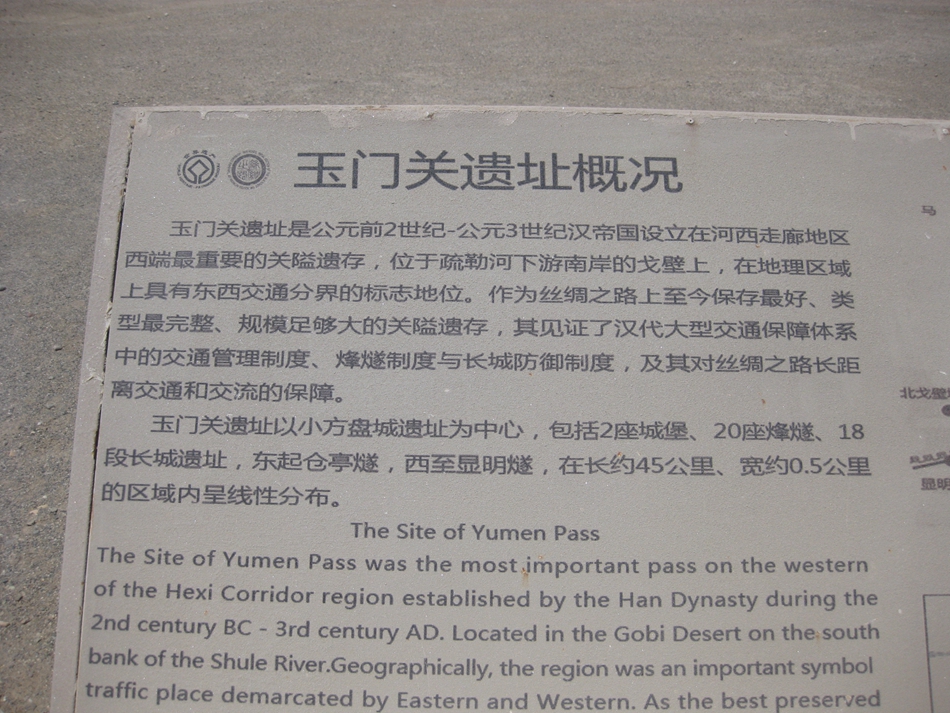 玉门关遗址概况
玉门关遗址是公元前2世纪-公元3世纪汉帝国设立在河西走廊地区
西端最重要的关隘遗存，位于疏勒河下游南岸的戈壁上，在地理区域
上具有东西交通分界的标志地位。作为丝绸之路上至今保存最好、类
型最完整、规模足够大的关隘遗存，其见证了汉代大型交通保障体系
中的交通管理制度、烽燧制度与长城防御制度，及其对丝绸之路长距
离交通和交流的保障。
玉门关遗址以小方盘城遗址为中心，包括2座城堡、20座烽燧、18
段长城遗址，东起仓亭燧，西至显明燧，在长约45公里、宽约0.5公里
的区域内呈线性分布。
The Site of Yumen Pass
The Site of Yumen Pass was the most important pass on the western
of the Hexi Corridor region established by the Han Dynasty during the
2nd century BC - 3rd century AD. Located in the Gobi Desert on the south
bank of the Shule River.Geographically, the region was an important symbol
traffic place demarcated by Eastern and Western. As the best preserved
马
北戈壁
显明